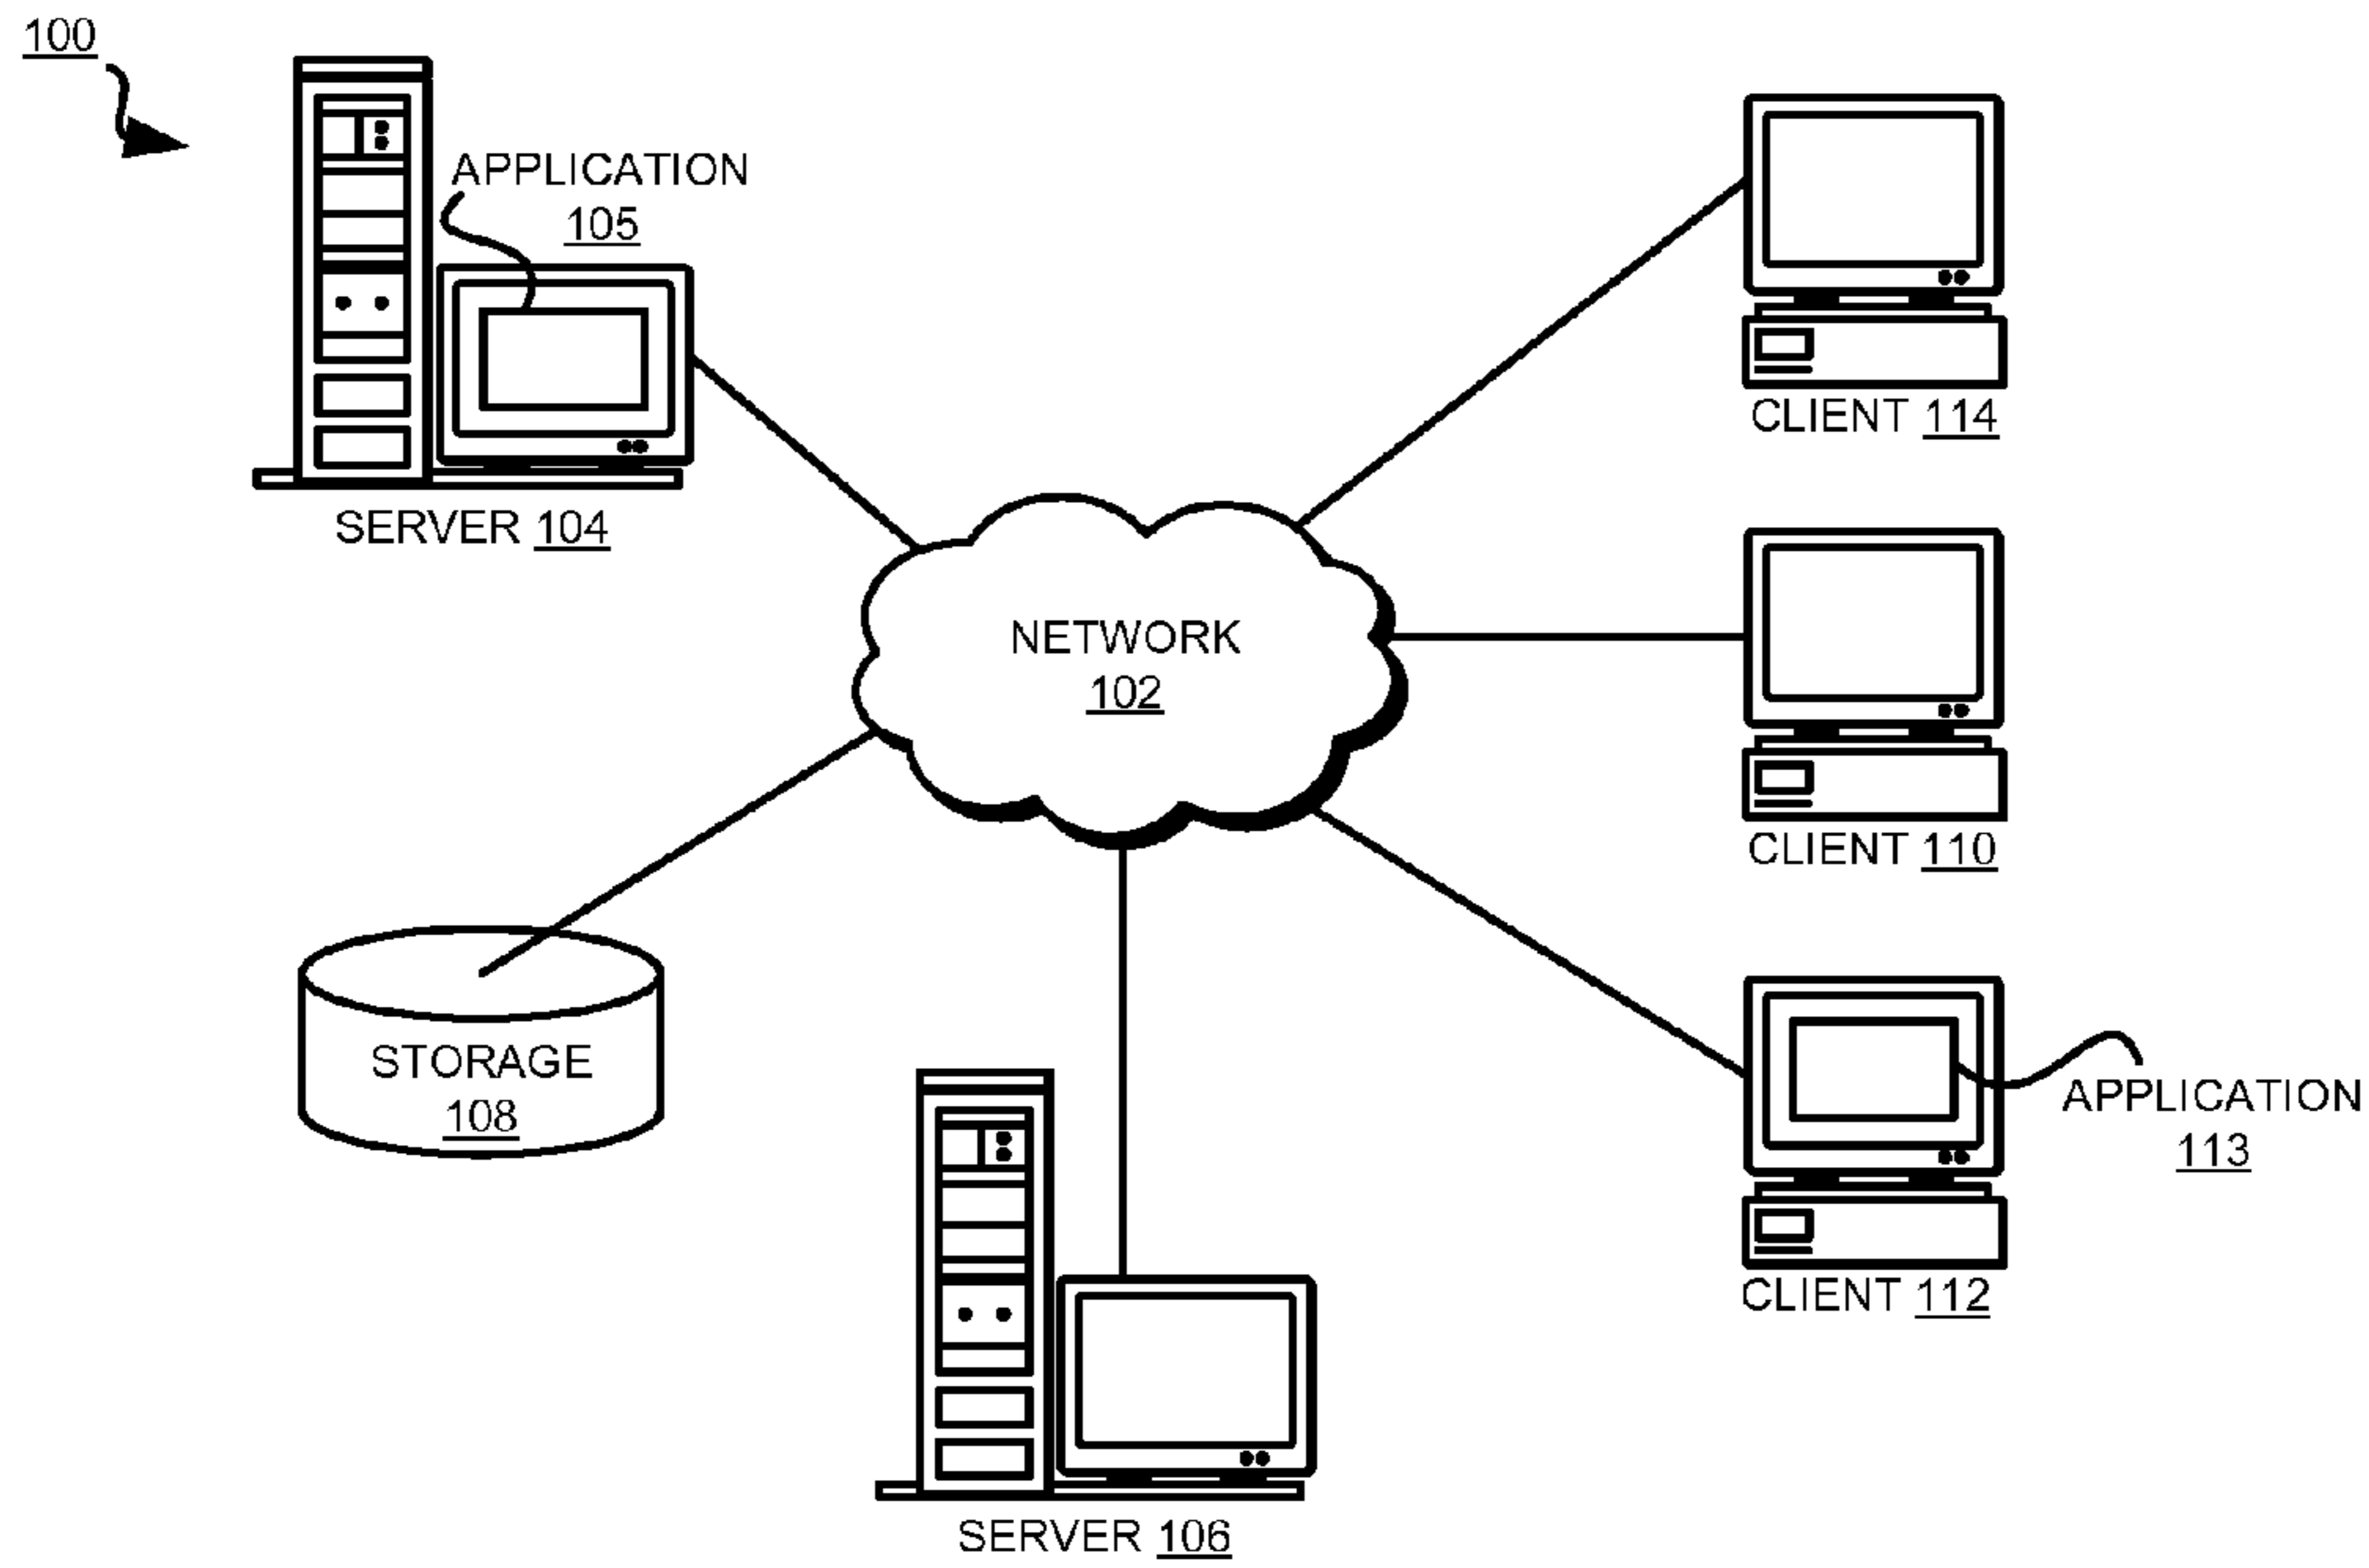 100
APPLICATION
105
SERVER 104
CLIENT 114
NETWORK
102
CLIENT 110
STORAGE
108
APPLICATION
113
CLIENT 112
SERVER 106